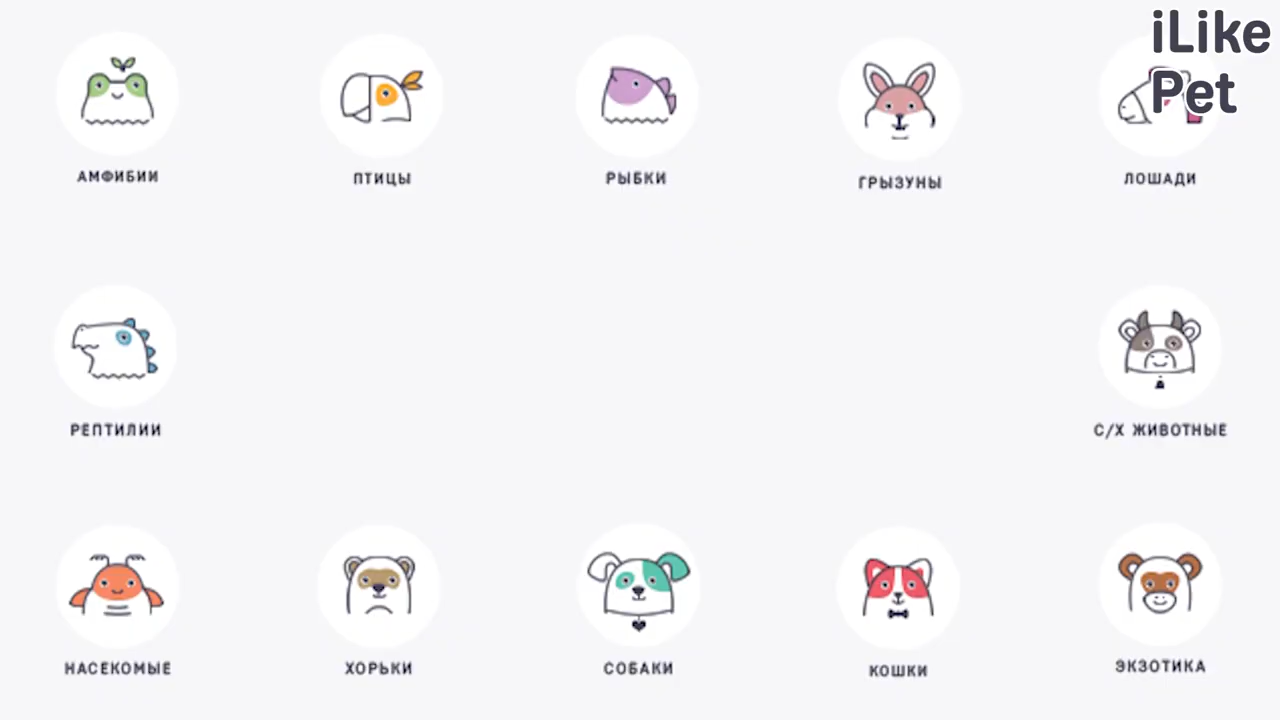 iLike
Pet
АМФИБИИ
ПТИЦЫ
РЫБКИ
ГРЫЗУНЫ
ЛОШАДИ
РЕПТИЛИИ
С/Х ЖИВОТНЫЕ
НАСЕКОМЫЕ
ХОРЬКИ
СОБАКИ
КОШКИ
ЭКЗОТИКА